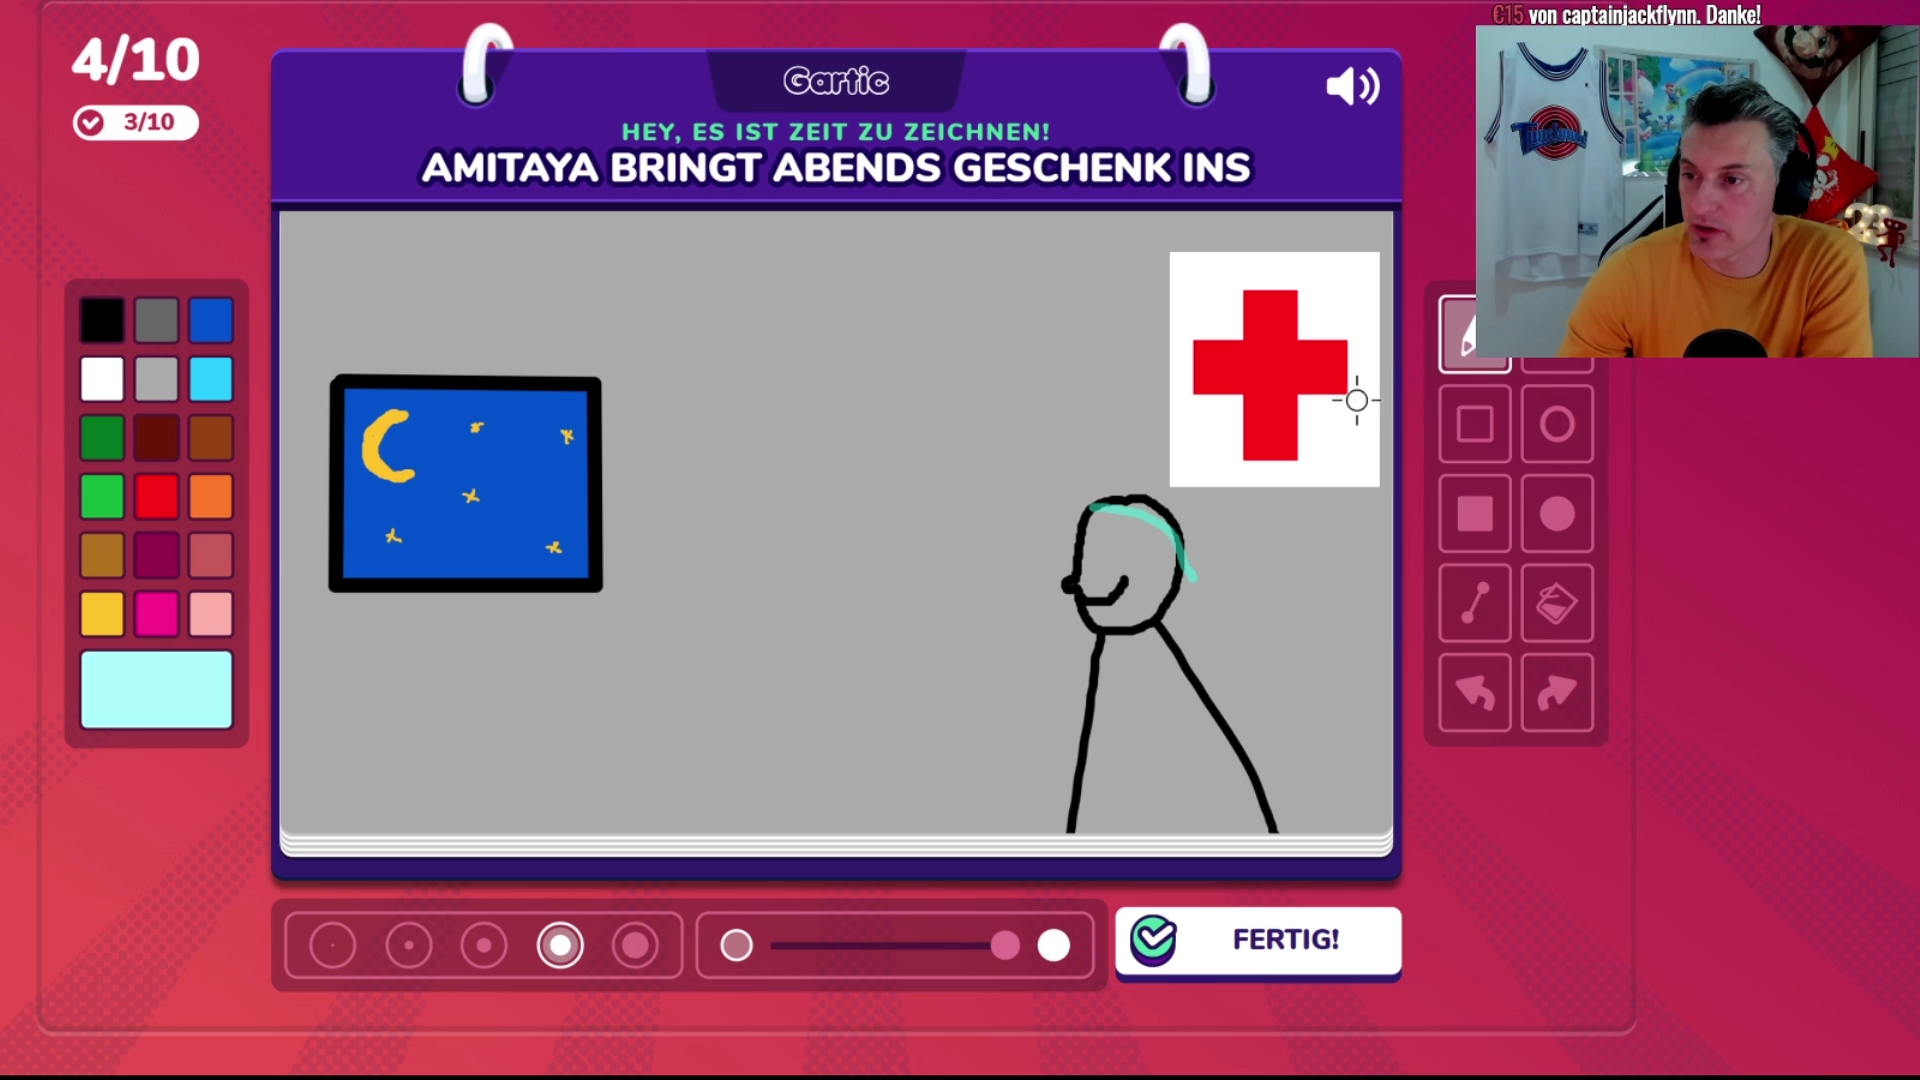 €15 von captainjackflynn. Danke!
4/10
3/10
Gartic
HEY, ES IST ZEIT ZU ZEICHNEN!
AMITAYA BRINGT ABENDS GESCHENK INS
FERTIG!